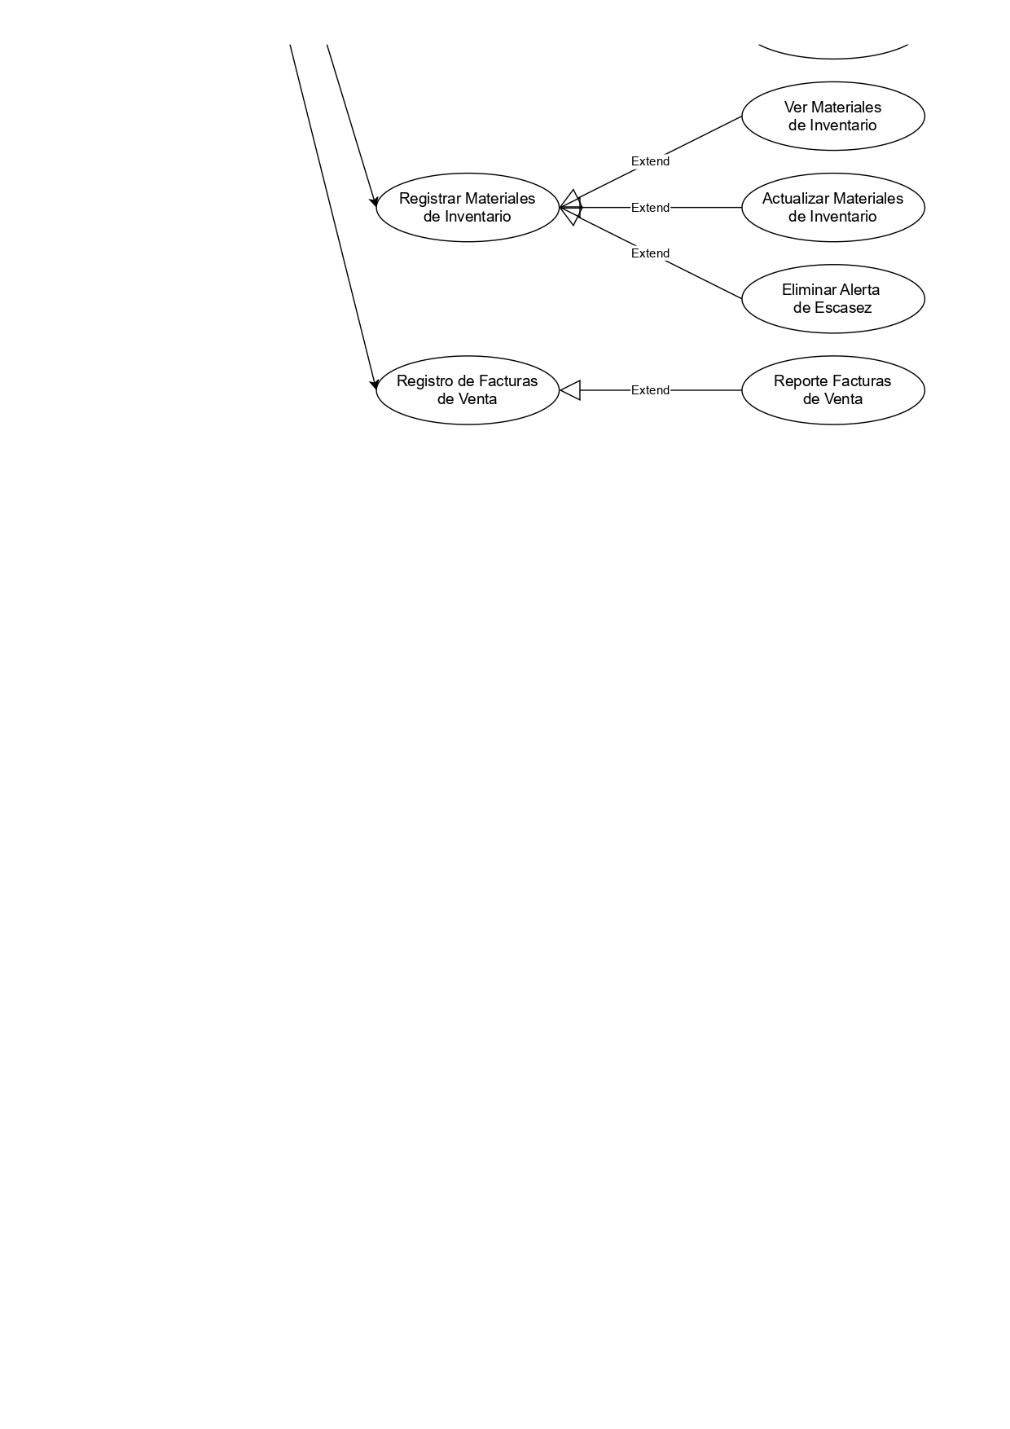 Ver Materiales
de Inventario
Extend
Registrar Materiales
de Inventario
Extend
Actualizar Materiales
de Inventario
Extend
Eliminar Alerta
de Escasez
Registro de Facturas
de Venta
Extend
Reporte Facturas
de Venta